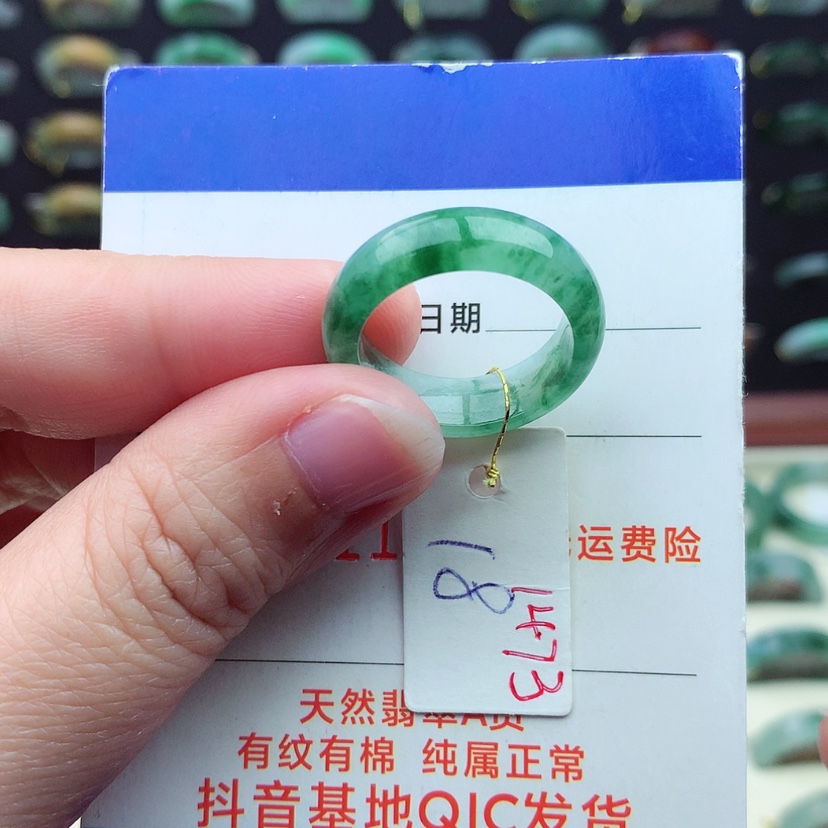 日期
运费险
18
1473
天然翡翠A货
有纹有棉 纯属正常
抖音基地QIC发货